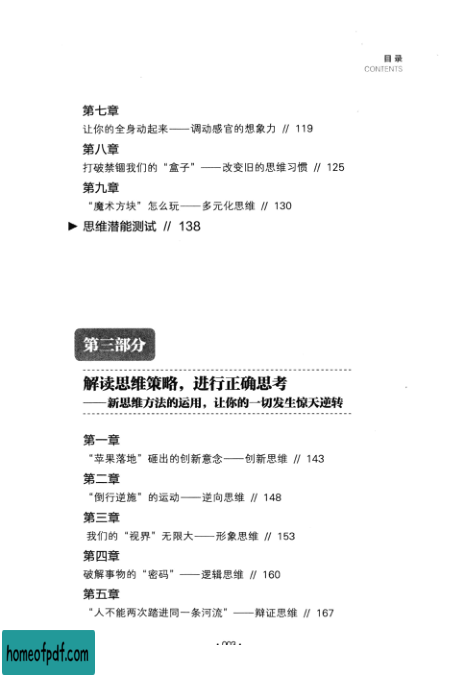 目 录
CONTENTS
第七章
让你的全身动起来——调动感官的想象力 // 119
第八章
打破禁锢我们的“盒子”——改变旧的思维习惯 // 125
第九章
“魔术方块”怎么玩——多元化思维 // 130
▶ 思维潜能测试 // 138
第三部分
解读思维策略，进行正确思考
——新思维方法的运用，让你的一切发生惊天逆转
第一章
“苹果落地”砸出的创新意念——创新思维 // 143
第二章
“倒行逆施”的运动——逆向思维 // 148
第三章
我们的“视界”无限大——形象思维 // 153
第四章
破解事物的“密码”——逻辑思维 // 160
第五章
“人不能两次踏进同一条河流”——辩证思维 // 167
homeofpdf.com